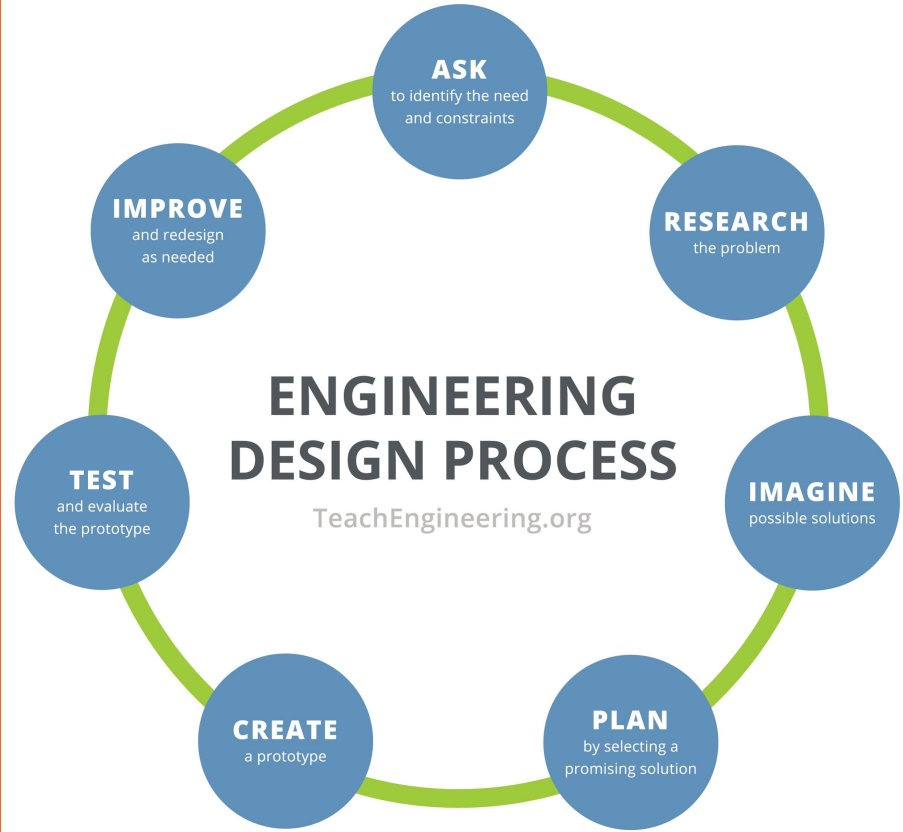 ASK
to identify the need
and constraints
RESEARCH
the problem
IMAGINE
possible solutions
PLAN
by selecting a
promising solution
CREATE
a prototype
TEST
and evaluate
the prototype
IMPROVE
and redesign
as needed
ENGINEERING
DESIGN PROCESS
TeachEngineering.org